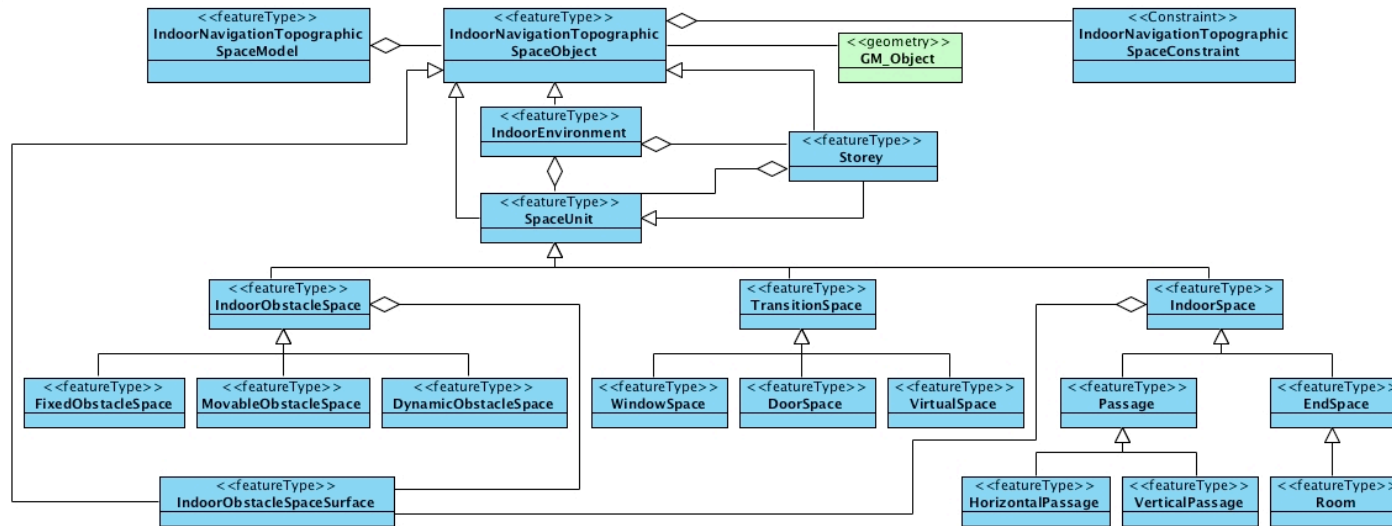 <<featureType>>
IndoorNavigationTopographic
SpaceModel
<<featureType>>
IndoorNavigationTopographic
SpaceObject
<<Constraint>>
IndoorNavigationTopographic
SpaceConstraint
<<geometry>>
GM_Object
<<featureType>>
IndoorEnvironment
<<featureType>>
Storey
<<featureType>>
SpaceUnit
<<featureType>>
IndoorObstacleSpace
<<featureType>>
TransitionSpace
<<featureType>>
IndoorSpace
<<featureType>>
FixedObstacleSpace
<<featureType>>
MovableObstacleSpace
<<featureType>>
DynamicObstacleSpace
<<featureType>>
WindowSpace
<<featureType>>
DoorSpace
<<featureType>>
VirtualSpace
<<featureType>>
Passage
<<featureType>>
EndSpace
<<featureType>>
IndoorObstacleSpaceSurface
<<featureType>>
HorizontalPassage
<<featureType>>
VerticalPassage
<<featureType>>
Room